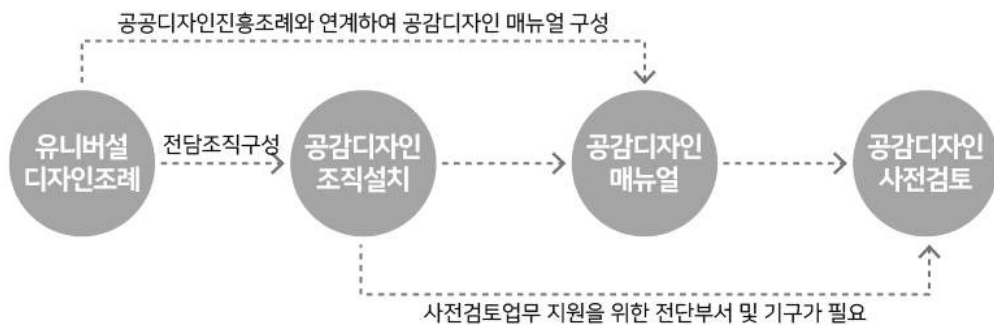 공공디자인진흥조례와 연계하여 공감디자인 매뉴얼 구성
유니버설
디자인조례
전담조직구성
공감디자인
조직설치
공감디자인
매뉴얼
공감디자인
사전검토
사전검토업무 지원을 위한 전단부서 및 기구가 필요